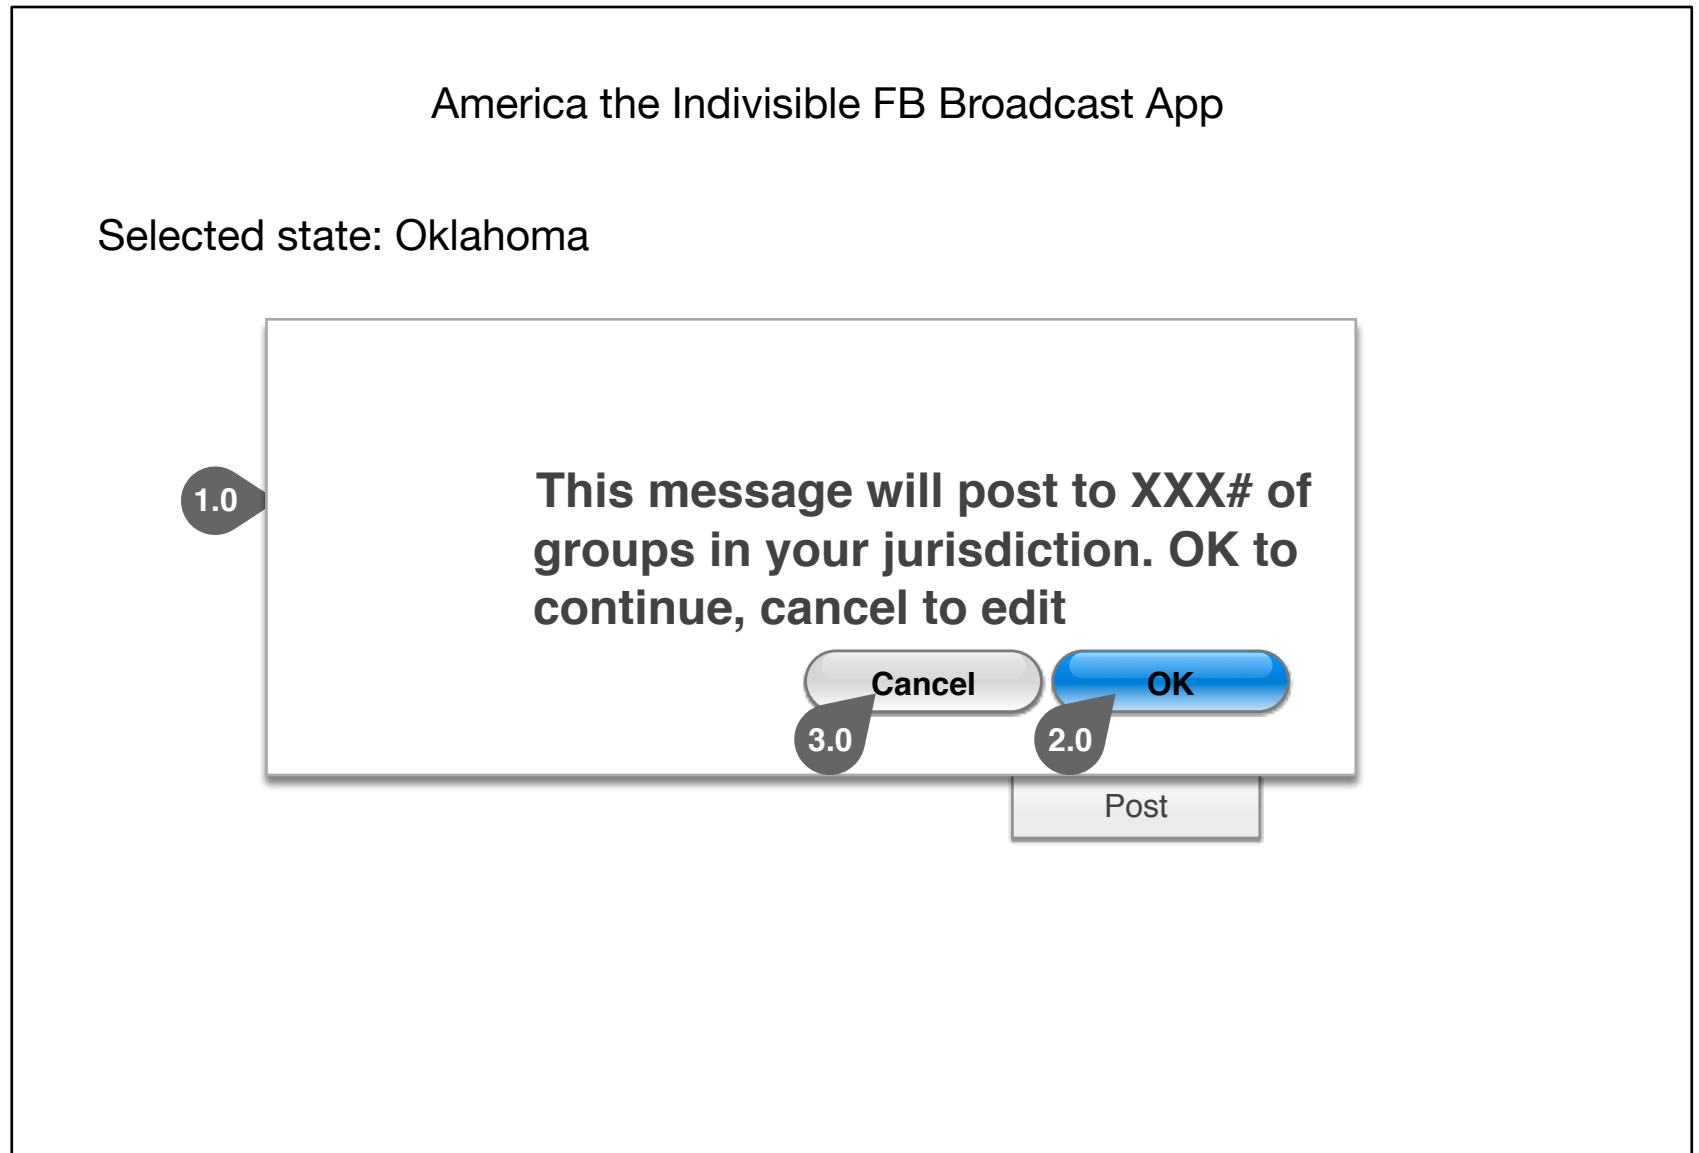 America the Indivisible FB Broadcast App
Selected state: Oklahoma
1.0
This message will post to XXX# of
groups in your jurisdiction. OK to
continue, cancel to edit
Cancel
OK
3.0
2.0
Post